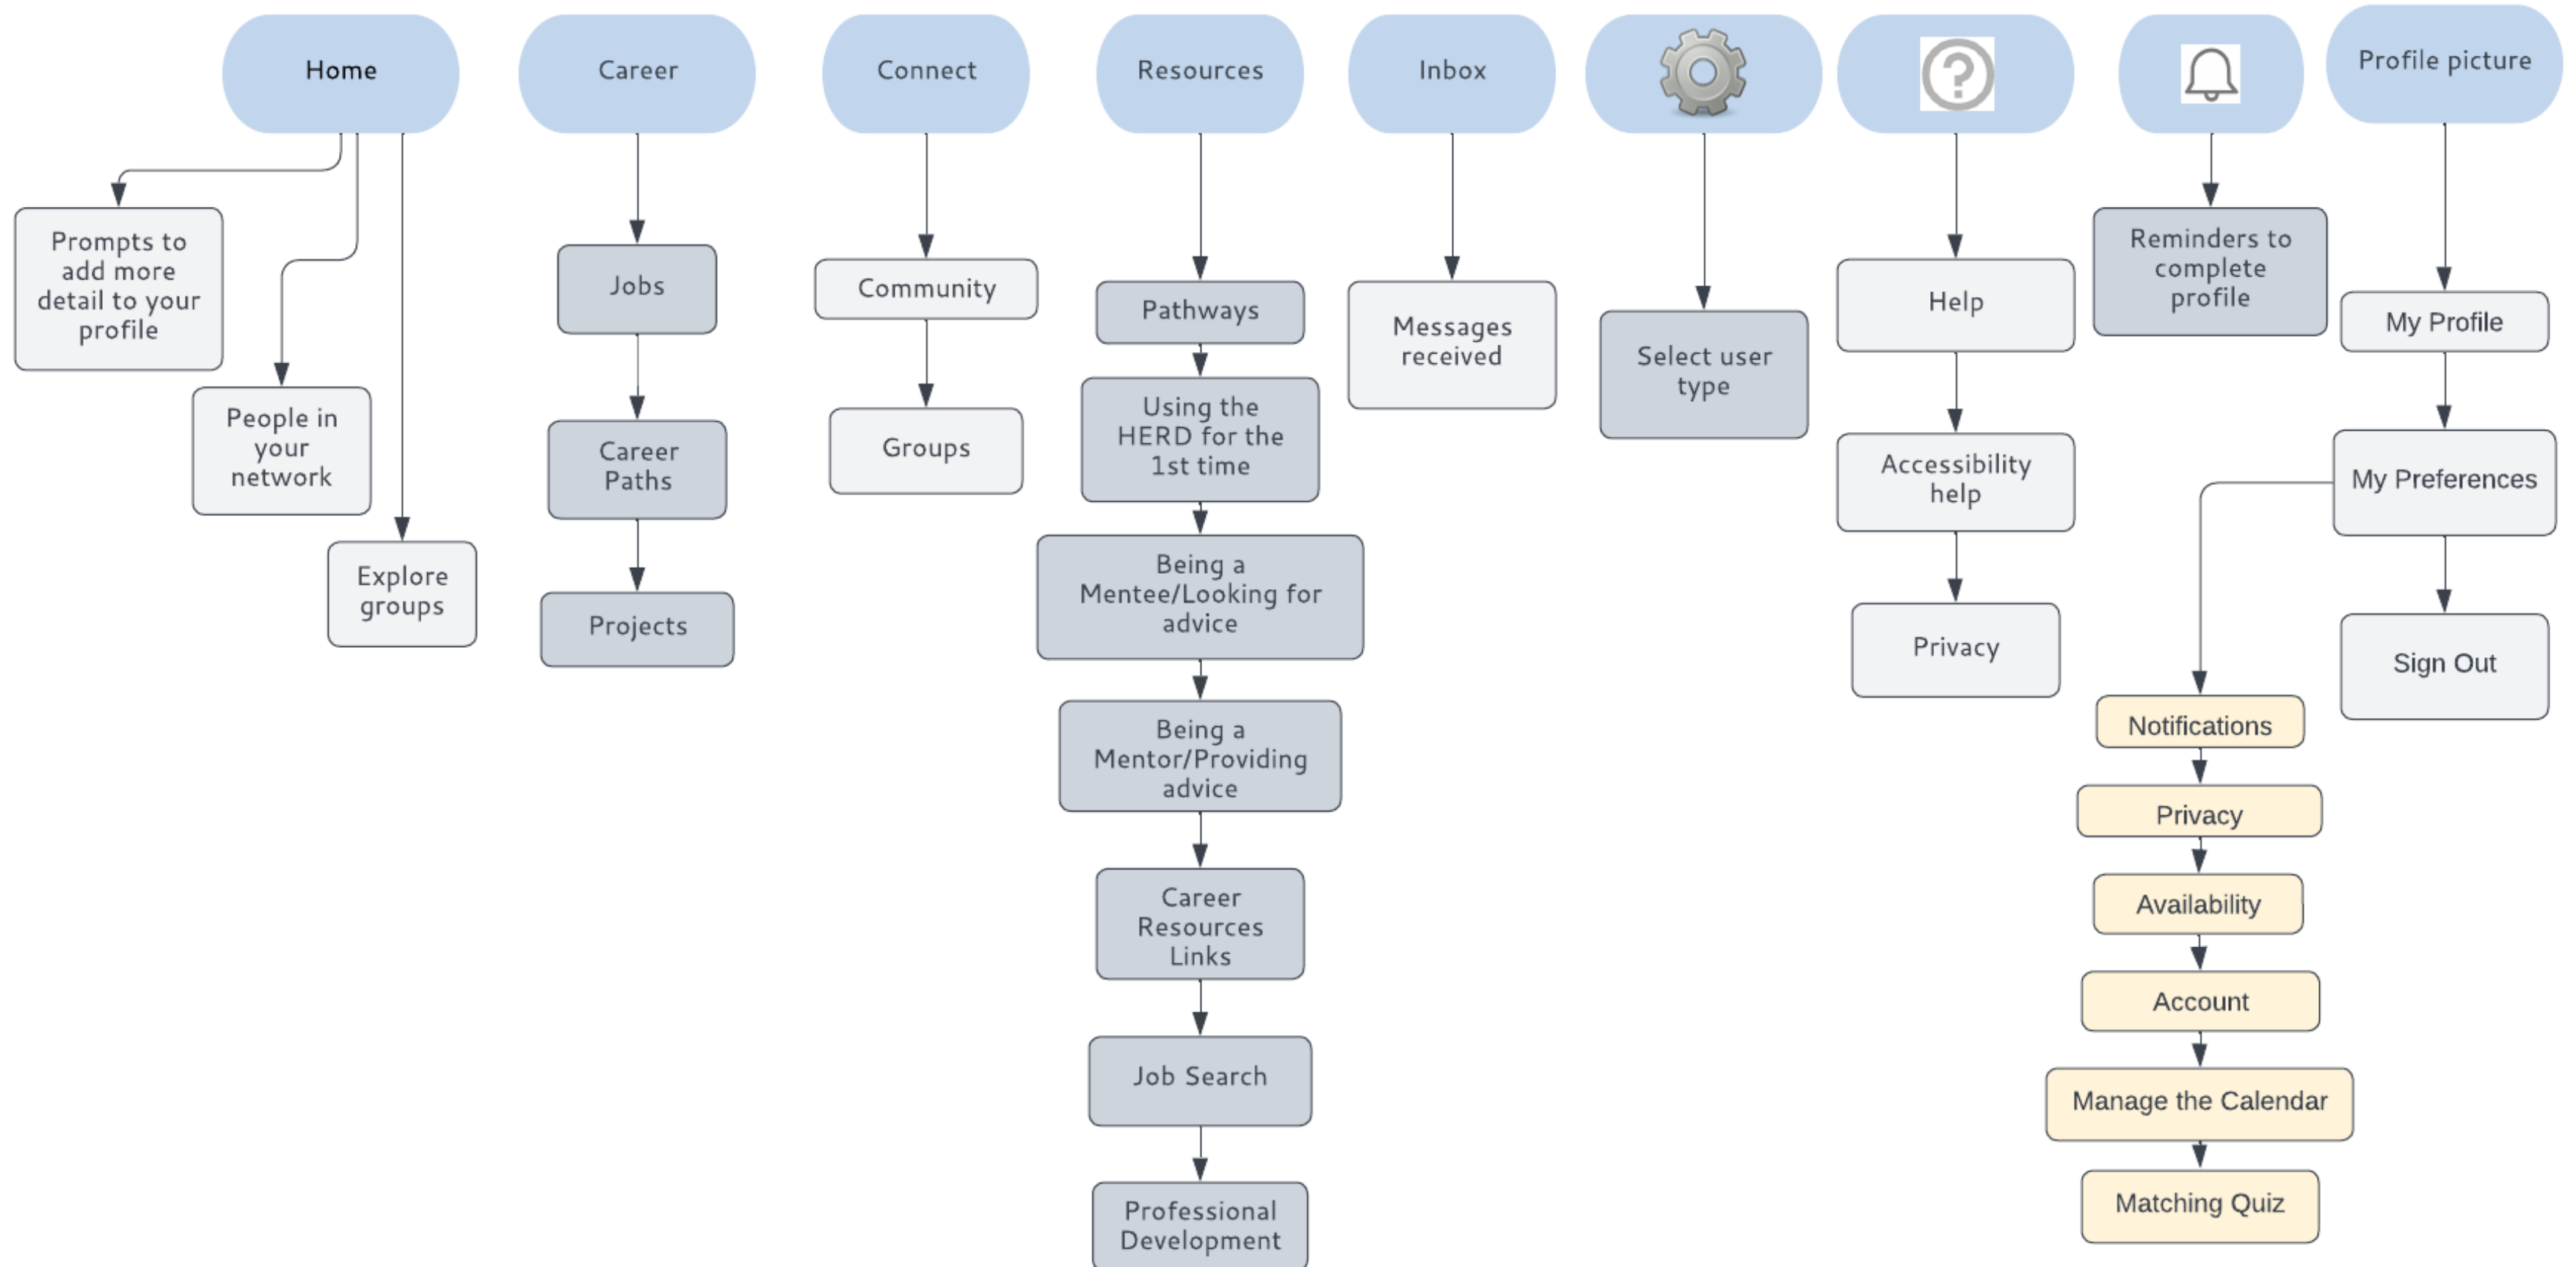 Home
Career
Connect
Resources
Inbox
?
Profile picture
Prompts to
add more
detail to your
profile
People in
your
network
Explore
groups
Jobs
Career
Paths
Projects
Community
Groups
Pathways
Using the
HERD for the
1st time
Being a
Mentee/Looking for
advice
Being a
Mentor/Providing
advice
Career
Resources
Links
Job Search
Professional
Development
Messages
received
Select user
type
Help
Accessibility
help
Privacy
Reminders to
complete
profile
My Profile
My Preferences
Sign Out
Notifications
Privacy
Availability
Account
Manage the Calendar
Matching Quiz